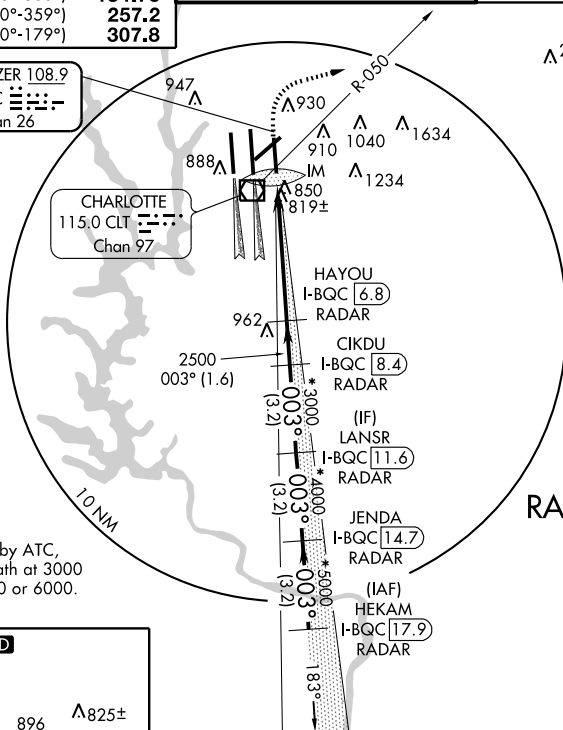 0°-359°) 257.2
0°-179°) 307.8
ZER 108.9
an 26
R-050
947
930
910
1040
1634
888
IM
1234
850
819±
CHARLOTTE
115.0 CLT
Chan 97
HAYOU
I-BQC 6.8
RADAR
962
2500
003° (1.6)
CIKDU
I-BQC 8.4
RADAR
*3000
003°
(3.2)
(IF)
LANSR
I-BQC 11.6
RADAR
*4000
003°
(3.2)
10 NM
RA
JENDA
I-BQC 14.7
RADAR
*5000
003°
(3.2)
by ATC,
ath at 3000
0 or 6000.
(IAF)
HEKAM
I-BQC 17.9
RADAR
183°
D
896
825±